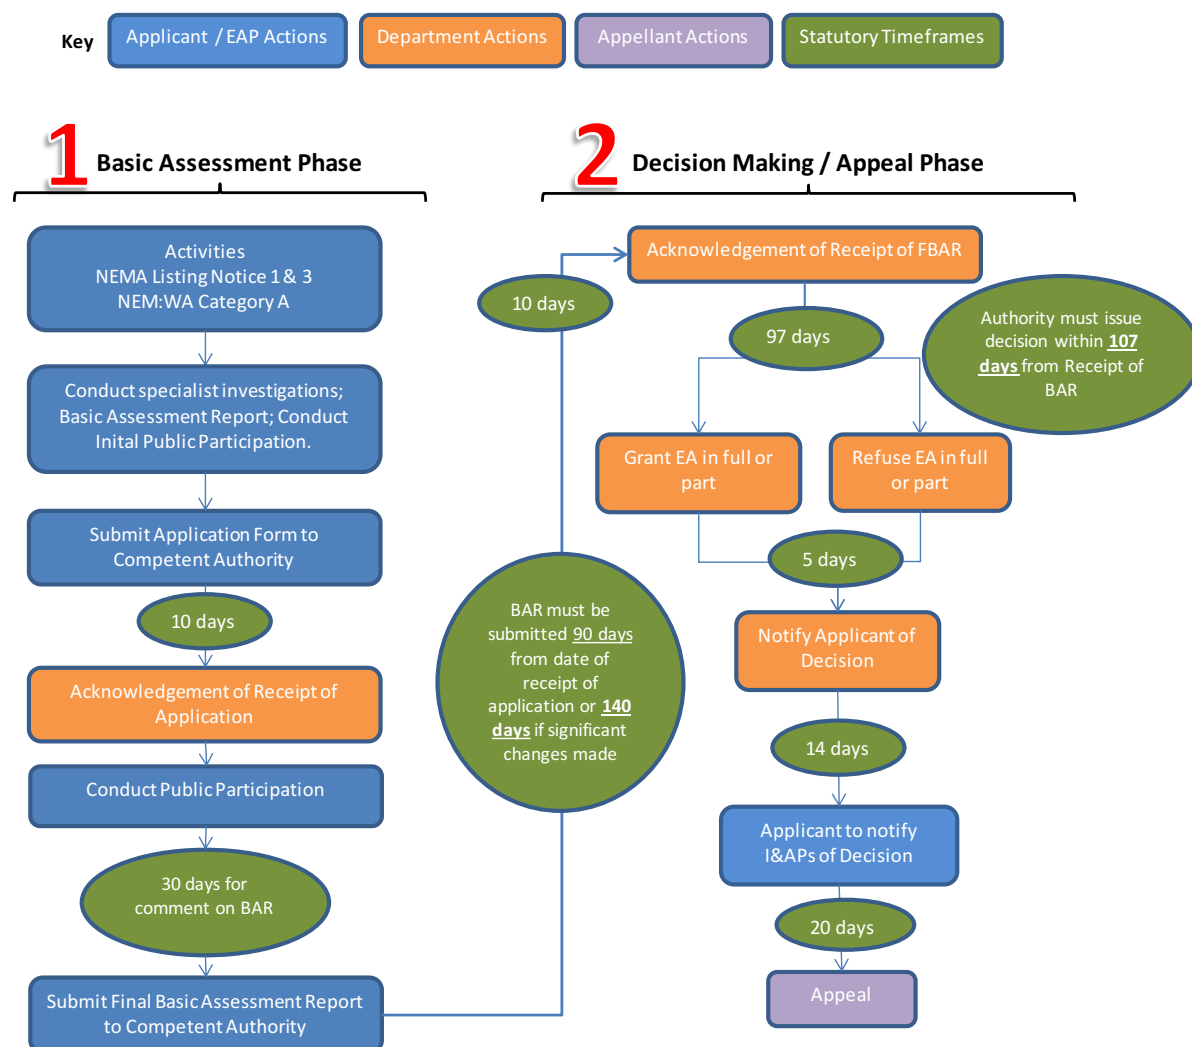 Key
Applicant / EAP Actions
Department Actions
Appellant Actions
Statutory Timeframes
1 Basic Assessment Phase
Activities
NEMA Listing Notice 1 & 3
NEM:WA Category A
Conduct specialist investigations;
Basic Assessment Report; Conduct
Inital Public Participation.
Submit Application Form to
Competent Authority
10 days
Acknowledgement of Receipt of
Application
Conduct Public Participation
30 days for
comment on BAR
Submit Final Basic Assessment Report
to Competent Authority
BAR must be
submitted 90 days
from date of
receipt of
application or 140
days if significant
changes made
10 days
2 Decision Making / Appeal Phase
Acknowledgement of Receipt of FBAR
97 days
Authority must issue
decision within 107
days from Receipt of
BAR
Grant EA in full or
part
Refuse EA in full
or part
5 days
Notify Applicant of
Decision
14 days
Applicant to notify
I&APs of Decision
20 days
Appeal